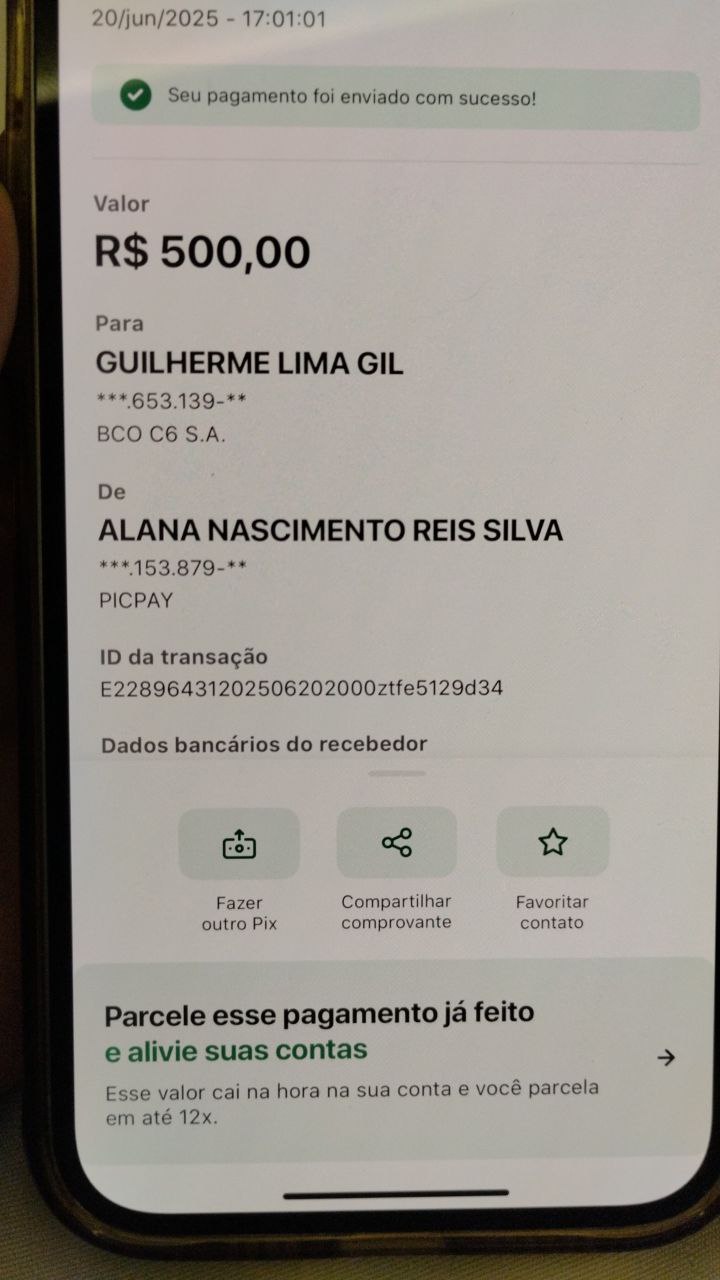 20/jun/2025 - 17:01:01
Seu pagamento foi enviado com sucesso!
Valor
R$ 500,00
Para
GUILHERME LIMA GIL
***.653.139-**
BCO C6 S.A.
De
ALANA NASCIMENTO REIS SILVA
***.153.879-**
PICPAY
ID da transação
E22896431202506202000ztfe5129d34
Dados bancários do recebedor
Fazer
outro Pix
Compartilhar
comprovante
Favoritar
contato
Parcele esse pagamento já feito
e alivie suas contas
Esse valor cai na hora na sua conta e você parcela
em até 12x.